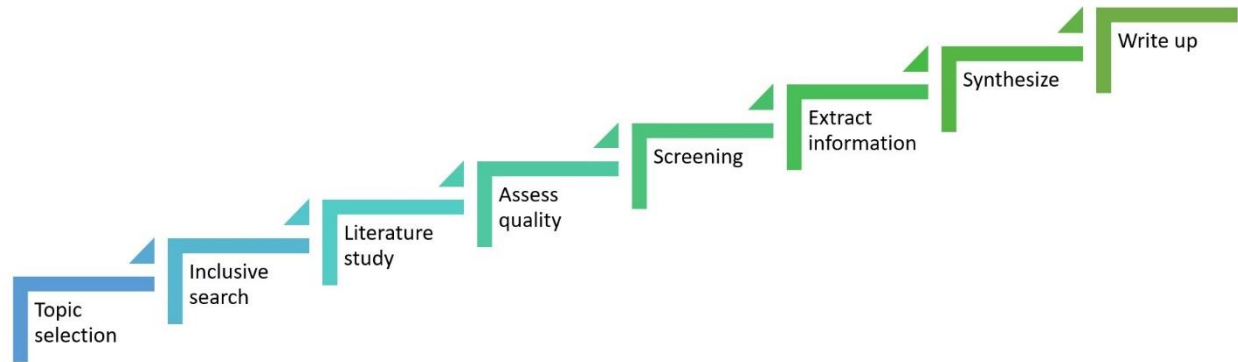 Topic
selection
Inclusive
search
Literature
study
Assess
quality
Screening
Extract
information
Synthesize
Write up